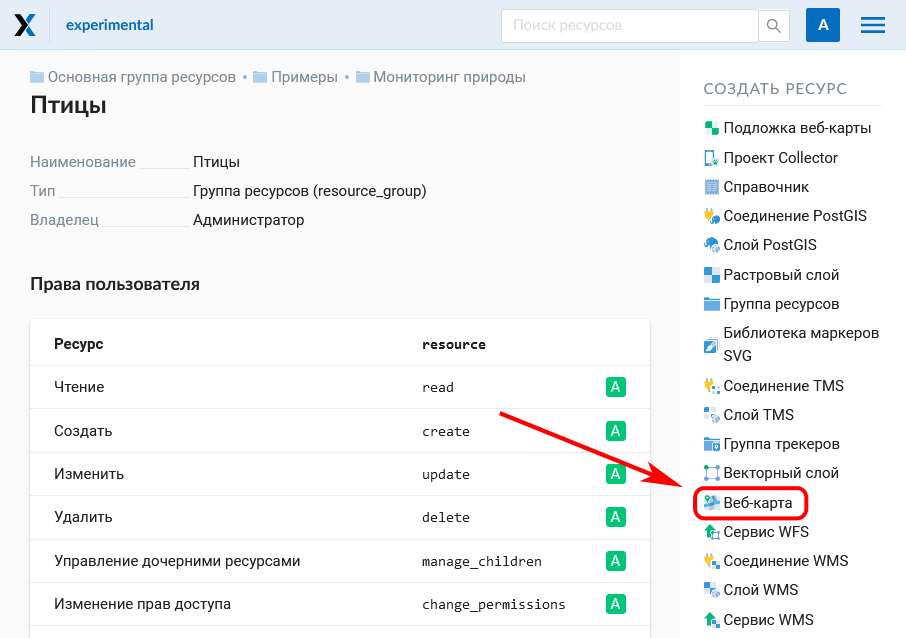 experimental
Поиск ресурсов
A
Основная группа ресурсов • Примеры • Мониторинг природы
Птицы
Наименование Птицы
Тип Группа ресурсов (resource_group)
Владелец Администратор
Права пользователя
Ресурс resource
Чтение read A
Создать create A
Изменить update A
Удалить delete A
Управление дочерними ресурсами manage_children A
Изменение прав доступа change_permissions A
СОЗДАТЬ РЕСУРС
Подложка веб-карты
Проект Collector
Справочник
Соединение PostGIS
Слой PostGIS
Растровый слой
Группа ресурсов
Библиотека маркеров
SVG
Соединение TMS
Слой TMS
Группа трекеров
Векторный слой
Веб-карта
Сервис WFS
Соединение WMS
Слой WMS
Сервис WMS